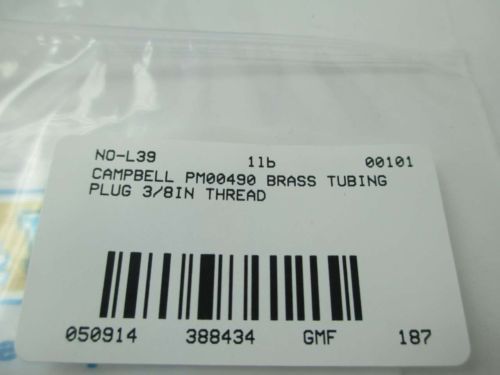 NO-L39 1lb 00101
CAMPBELL PM00490 BRASS TUBING
PLUG 3/8IN THREAD
050914 388434 GMF 187